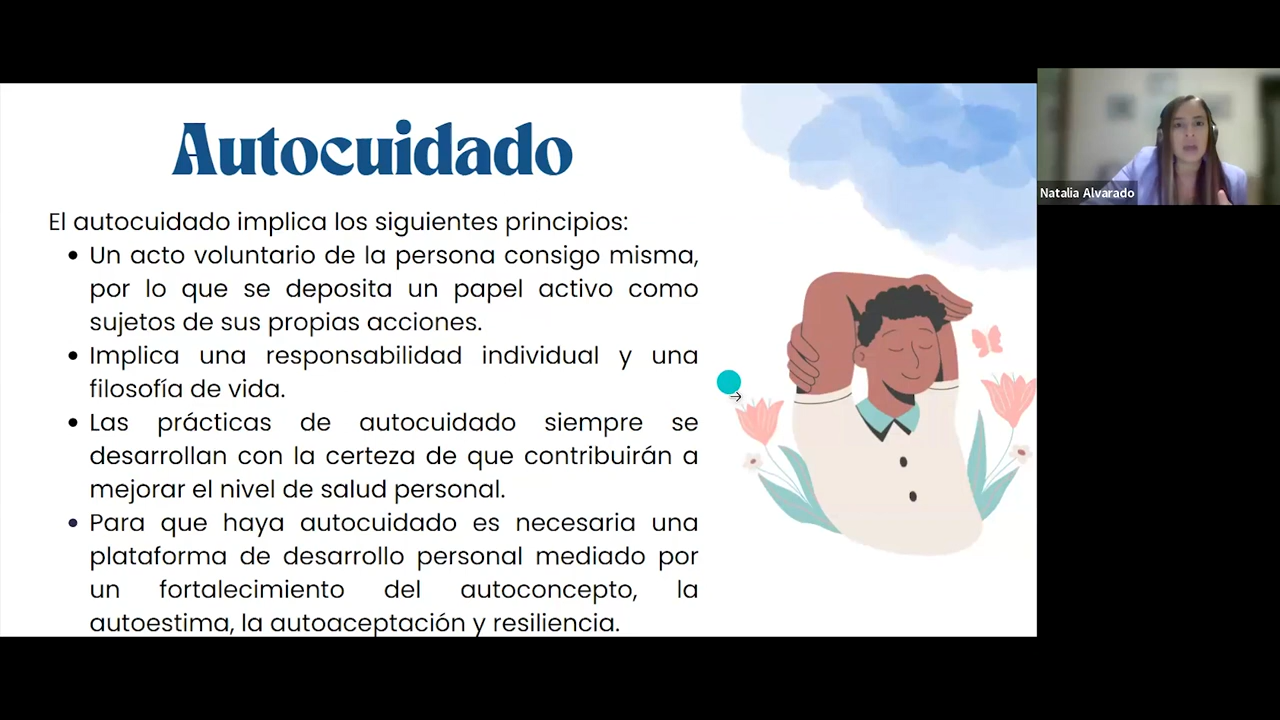 Autocuidado
El autocuidado implica los siguientes principios:
• Un acto voluntario de la persona consigo misma,
por lo que se deposita un papel activo como
sujetos de sus propias acciones.
• Implica una responsabilidad individual y una
filosofía de vida.
• Las prácticas de autocuidado siempre se
desarrollan con la certeza de que contribuirán a
mejorar el nivel de salud personal.
• Para que haya autocuidado es necesaria una
plataforma de desarrollo personal mediado por
un fortalecimiento del autoconcepto, la
autoestima, la autoaceptación y resiliencia.
Natalia Alvarado